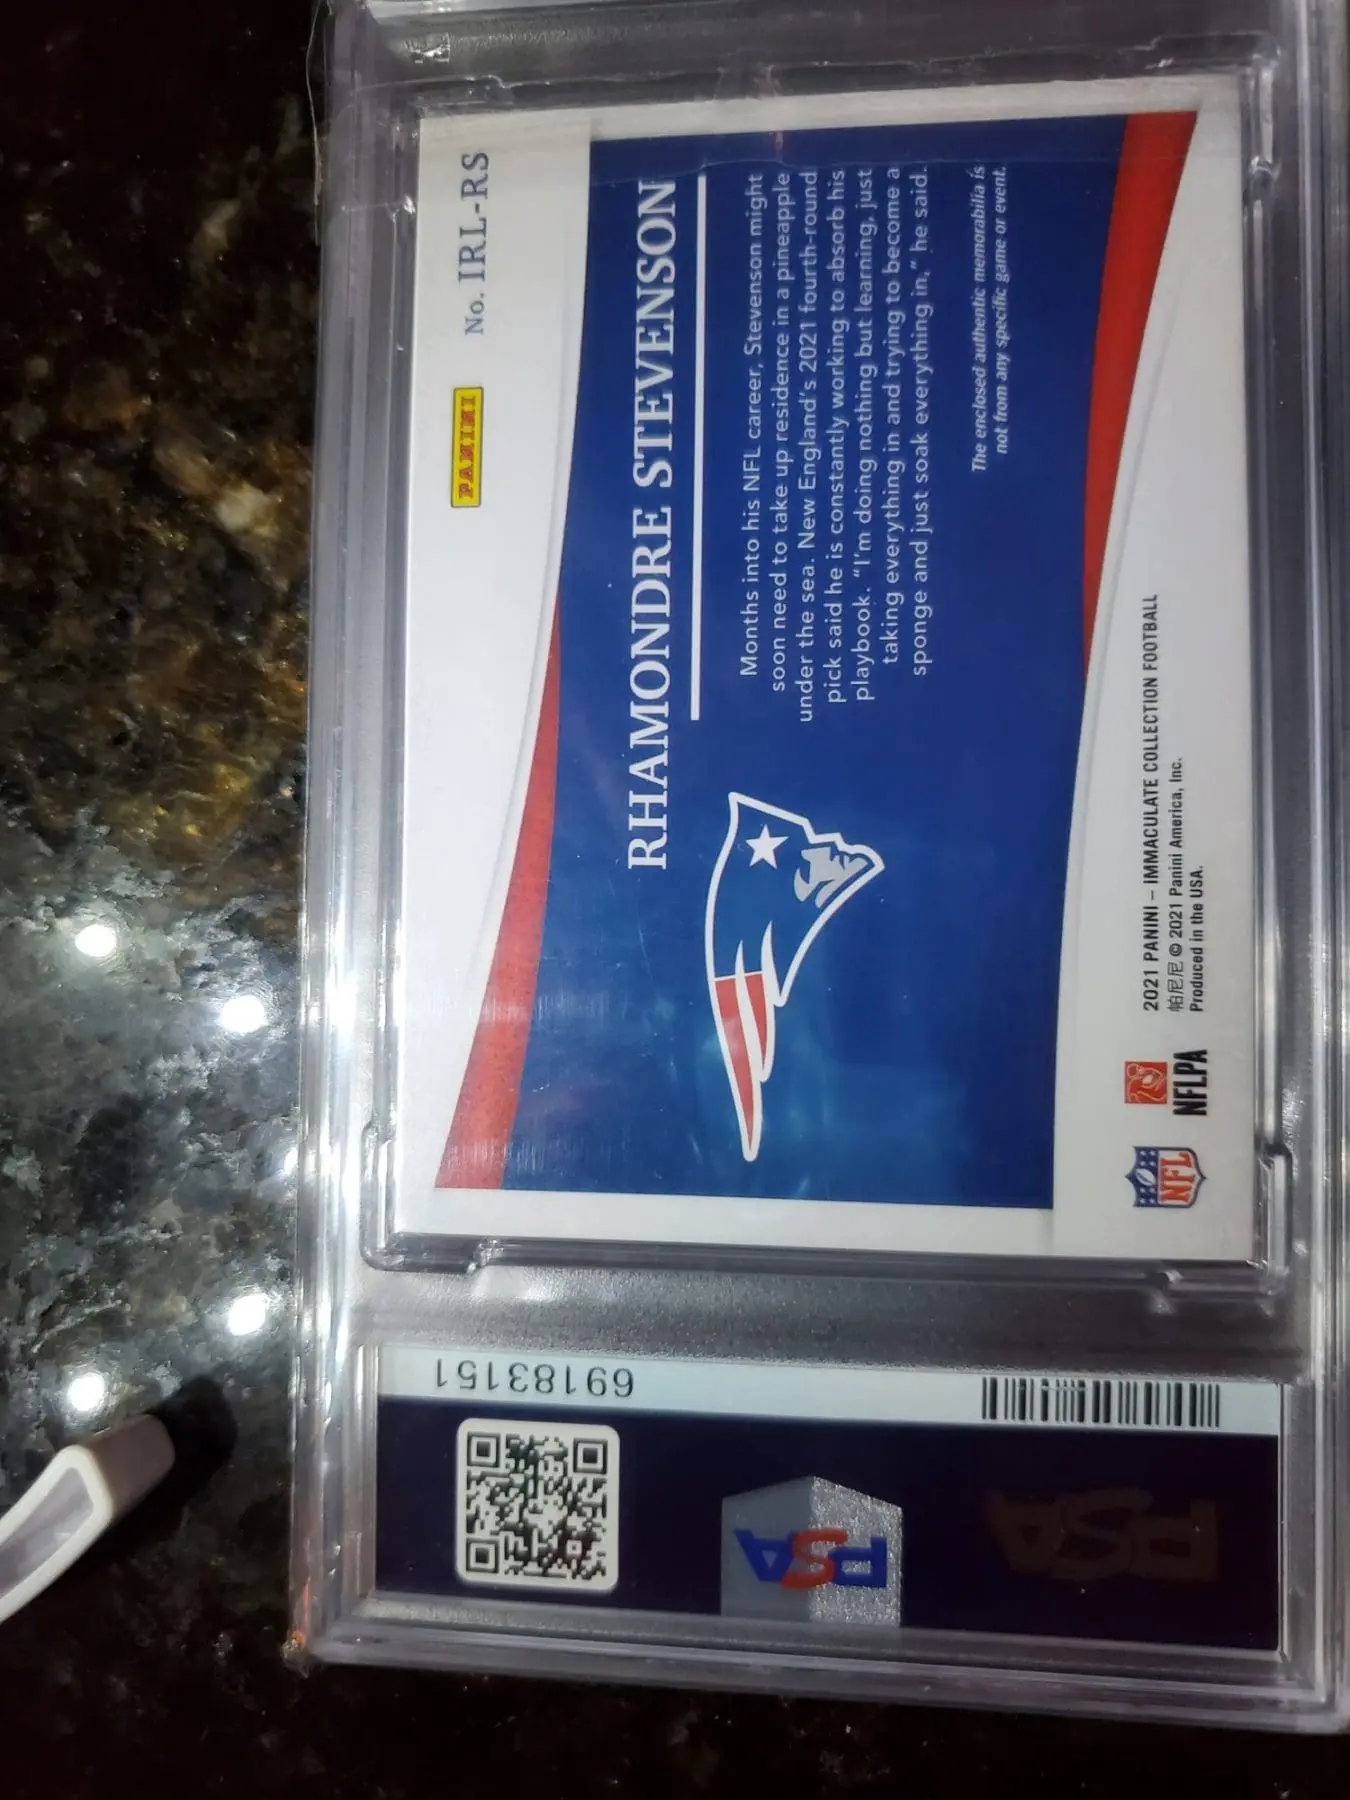 No. IRL-RS
PANINI
RHAMONDRE STEVENSON
Months into his NFL career, Stevenson might
soon need to take up residence in a pineapple
under the sea. New England's 2021 fourth-round
pick said he is constantly working to absorb his
playbook. "I'm doing nothing but learning, just
taking everything in and trying to become a
sponge and just soak everything in," he said.
The enclosed authentic memorabilia is
not from any specific game or event.
2021 PANINI – IMMACULATE COLLECTION FOOTBALL
帕尼尼 © 2021 Panini America, Inc.
Produced in the USA.
NFL
NFLPA
69183151
PSA
PSA